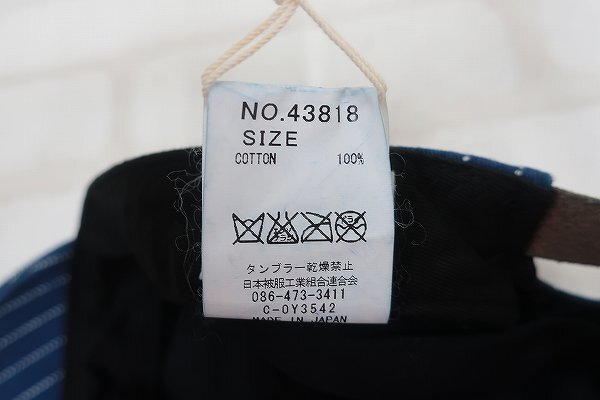 NO.43818
SIZE
COTTON 100%
タンブラー乾燥禁止
日本被服工業組合連合会
086-473-3411
C-0Y3542
MADE IN JAPAN